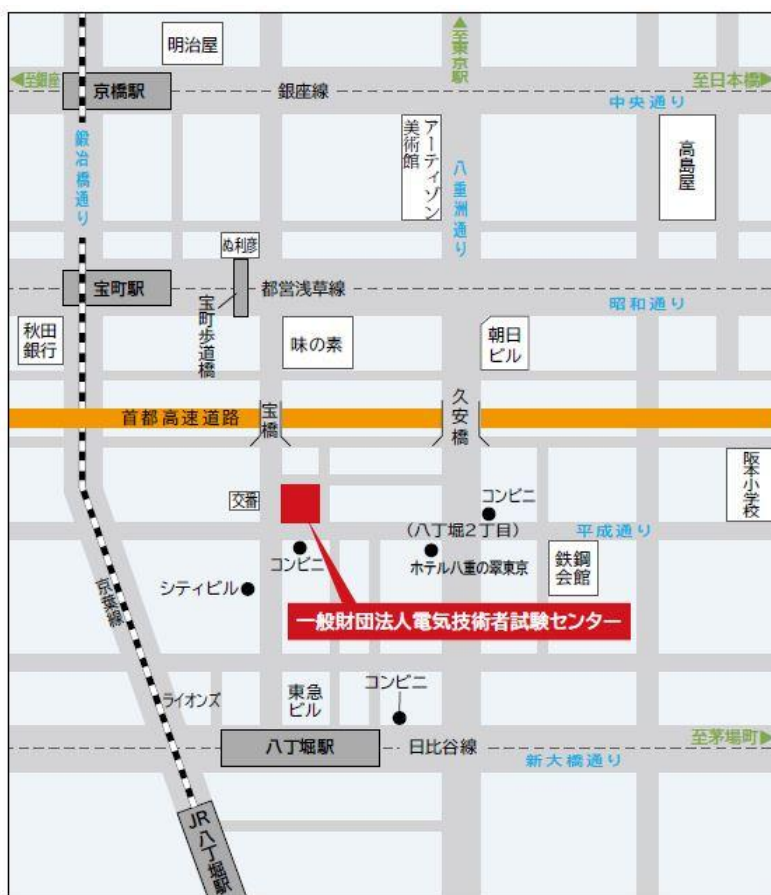 明治屋
至東京駅
至銀座
京橋駅
銀座線
至日本橋
中央通り
鍛冶橋通り
アーティゾン
美術館
八重洲通り
高島屋
ぬ利彦
宝町駅
都営浅草線
昭和通り
宝町歩道橋
秋田
銀行
味の素
朝日
ビル
首都高速道路
宝橋
久安橋
阪本小学校
交番
コンビニ
(八丁堀2丁目)
平成通り
コンビニ
ホテル八重の翠東京
鉄鋼
会館
シティビル
京葉線
一般財団法人電気技術者試験センター
ライオンズ
東急
ビル
コンビニ
八丁堀駅
日比谷線
至茅場町
新大橋通り
JR八丁堀駅